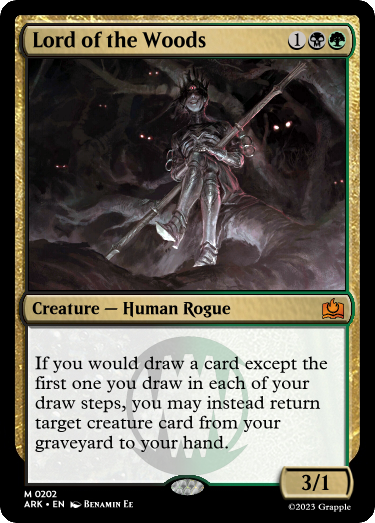 Lord of the Woods 1
Creature — Human Rogue
If you would draw a card except the
first one you draw in each of your
draw steps, you may instead return
target creature card from your
graveyard to your hand.
3/1
M 0202
ARK • EN Benamin Ee
©2023 Grapple